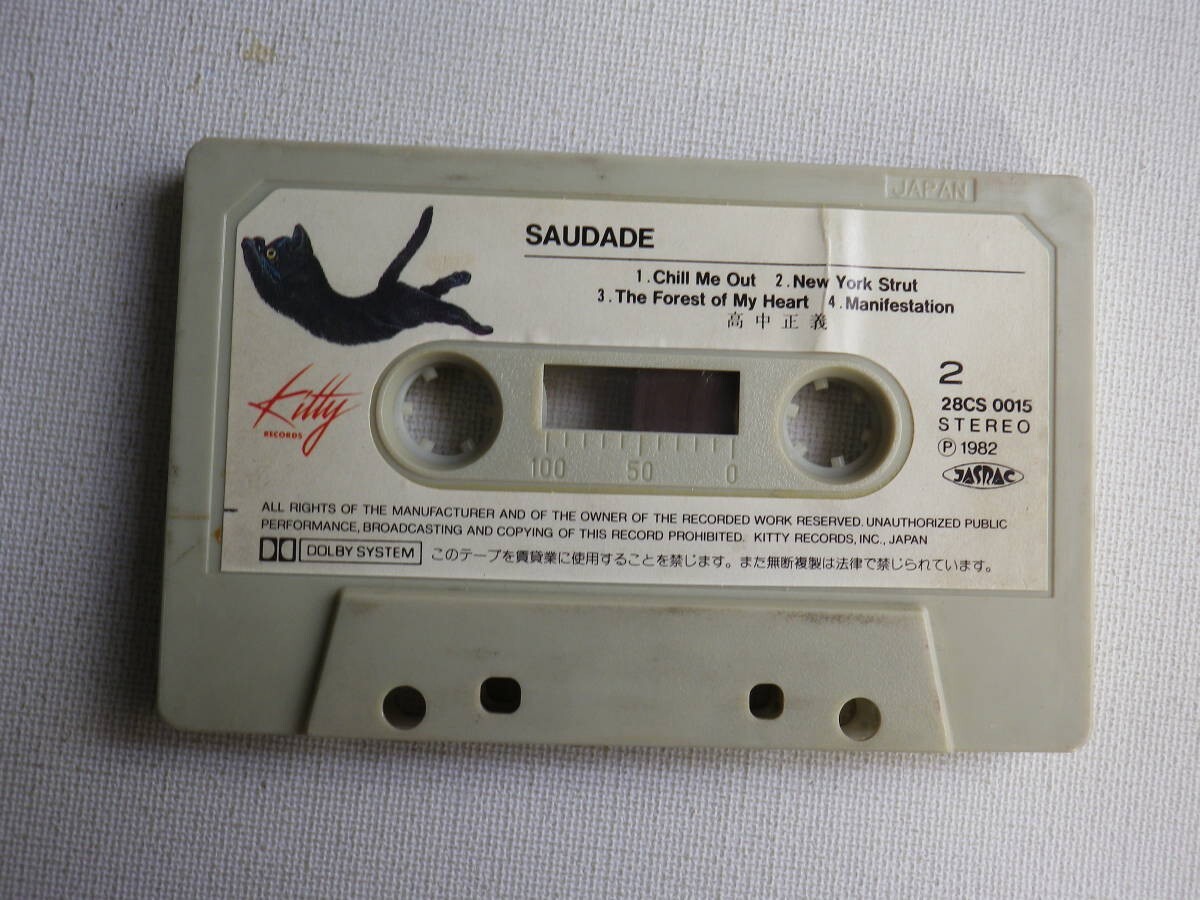 JAPAN
SAUDADE
1.Chill Me Out 2.New York Strut
3.The Forest of My Heart 4.Manifestation
高中正義
Kitty
RECORDS
100 50 0
2
28CS 0015
STEREO
Ⓟ 1982
JASRAC
ALL RIGHTS OF THE MANUFACTURER AND OF THE OWNER OF THE RECORDED WORK RESERVED. UNAUTHORIZED PUBLIC
PERFORMANCE, BROADCASTING AND COPYING OF THIS RECORD PROHIBITED. KITTY RECORDS, INC., JAPAN
DOLBY SYSTEM このテープを賃貸業に使用することを禁じます。また無断複製は法律で禁じられています。